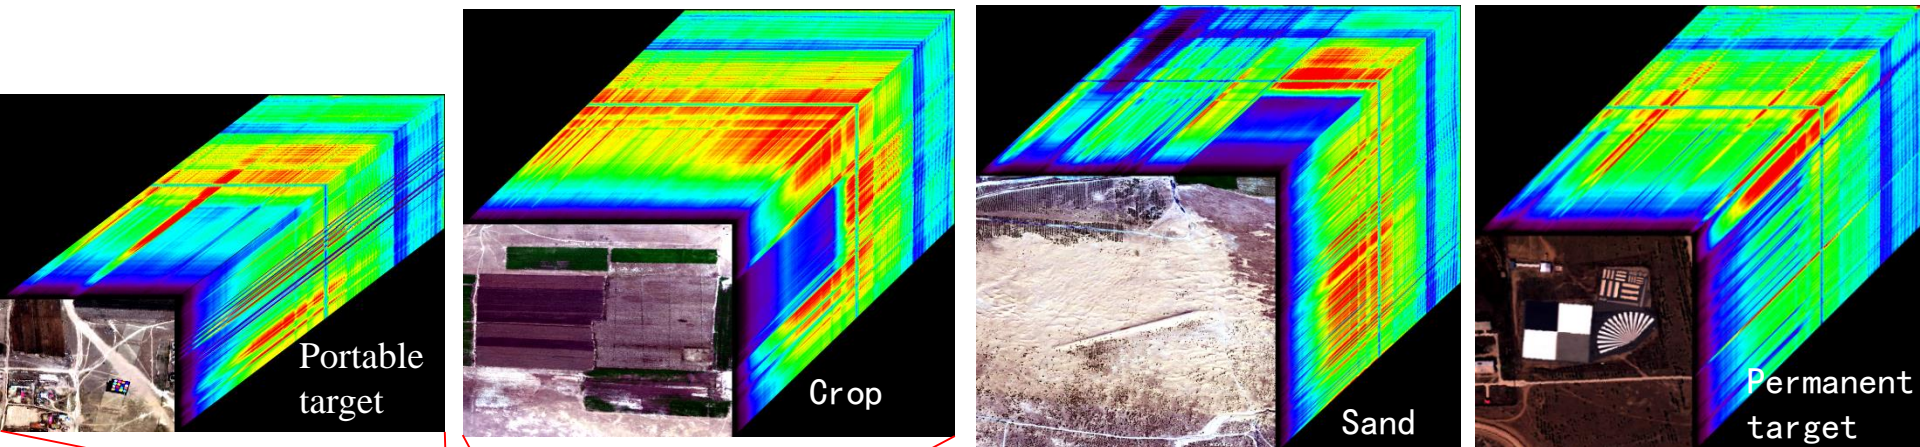 Portable
target
Crop
Sand
Permanent
target